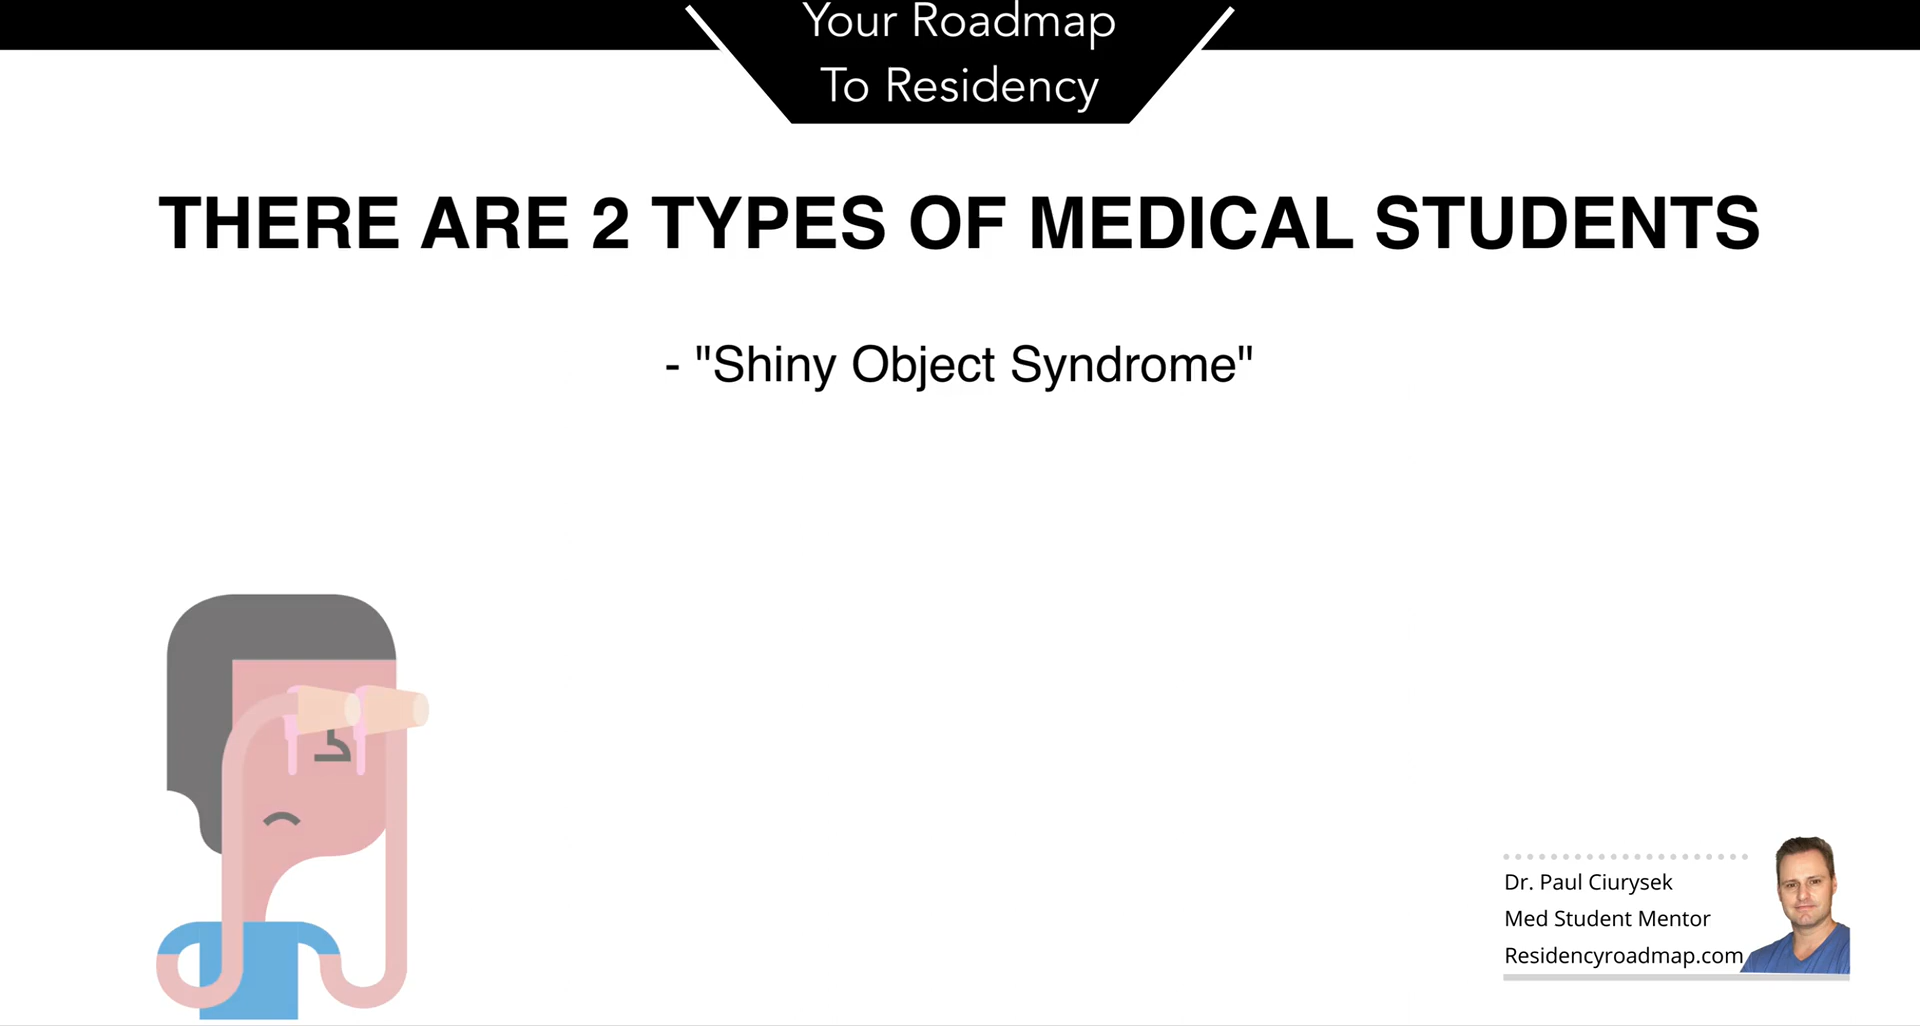 Your Roadmap
To Residency
THERE ARE 2 TYPES OF MEDICAL STUDENTS
- "Shiny Object Syndrome"
Dr. Paul Ciurysek
Med Student Mentor
Residencyroadmap.com